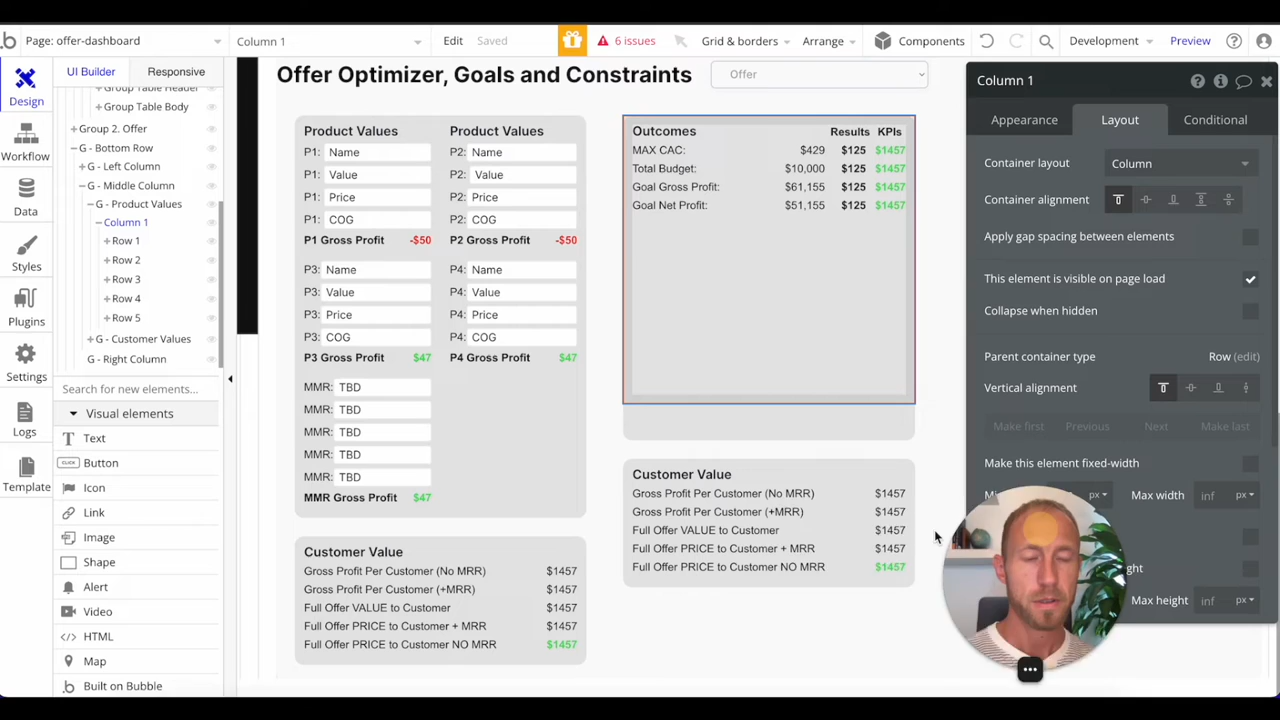 b Page: offer-dashboard Column 1 Edit Saved 6 issues Grid & borders Arrange Components Development Preview
UI Builder Responsive
Design
Workflow
Data
Styles
Plugins
Settings
Logs
Template
Group Table Header
Group Table Body
Group 2. Offer
G - Bottom Row
G - Left Column
G - Middle Column
G - Product Values
Column 1
Row 1
Row 2
Row 3
Row 4
Row 5
G - Customer Values
G - Right Column
Search for new elements...
Visual elements
Text
Button
Icon
Link
Image
Shape
Alert
Video
HTML
Map
Built on Bubble
Offer Optimizer, Goals and Constraints Offer
Product Values Product Values
P1: Name P2: Name
P1: Value P2: Value
P1: Price P2: Price
P1: COG P2: COG
P1 Gross Profit -$50 P2 Gross Profit -$50
P3: Name P4: Name
P3: Value P4: Value
P3: Price P4: Price
P3: COG P4: COG
P3 Gross Profit $47 P4 Gross Profit $47
MMR: TBD
MMR: TBD
MMR: TBD
MMR: TBD
MMR: TBD
MMR Gross Profit $47
Customer Value
Gross Profit Per Customer (No MRR) $1457
Gross Profit Per Customer (+MRR) $1457
Full Offer VALUE to Customer $1457
Full Offer PRICE to Customer + MRR $1457
Full Offer PRICE to Customer NO MRR $1457
Outcomes Results KPIs
MAX CAC: $429 $125 $1457
Total Budget: $10,000 $125 $1457
Goal Gross Profit: $61,155 $125 $1457
Goal Net Profit: $51,155 $125 $1457
Customer Value
Gross Profit Per Customer (No MRR) $1457
Gross Profit Per Customer (+MRR) $1457
Full Offer VALUE to Customer $1457
Full Offer PRICE to Customer + MRR $1457
Full Offer PRICE to Customer NO MRR $1457
Column 1
Appearance Layout Conditional
Container layout Column
Container alignment
Apply gap spacing between elements
This element is visible on page load
Collapse when hidden
Parent container type Row (edit)
Vertical alignment
Make first Previous Next Make last
Make this element fixed-width
px Max width inf px
Max height inf px